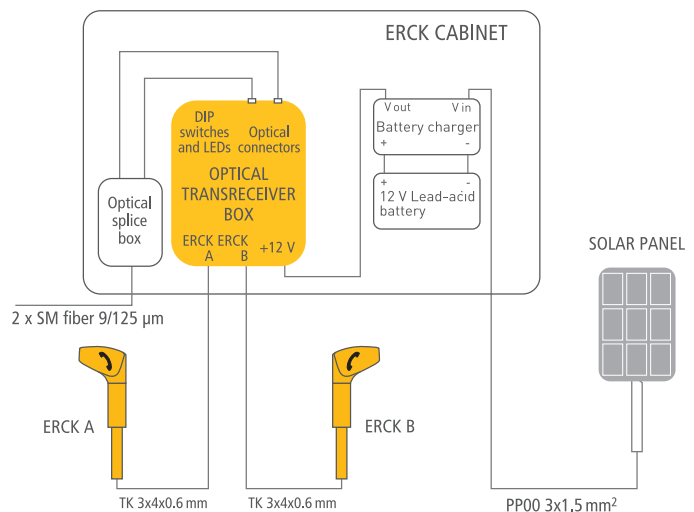 ERCK CABINET
DIP
switches
and LEDs
Optical
connectors
OPTICAL
TRANSRECEIVER
BOX
ERCK
A
ERCK
B
+12 V
Optical
splice
box
V out
V in
Battery charger
+ -
+ -
12 V Lead-acid
battery
SOLAR PANEL
2 x SM fiber 9/125 µm
ERCK A
ERCK B
TK 3x4x0.6 mm
TK 3x4x0.6 mm
PP00 3x1,5 mm²